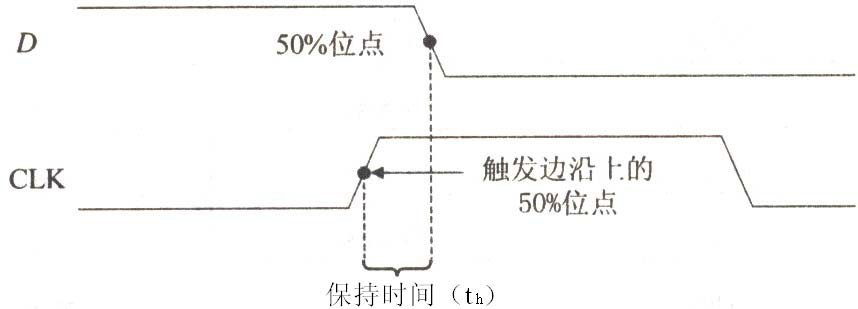 D
50%位点
CLK
触发边沿上的
50%位点
保持时间（th）